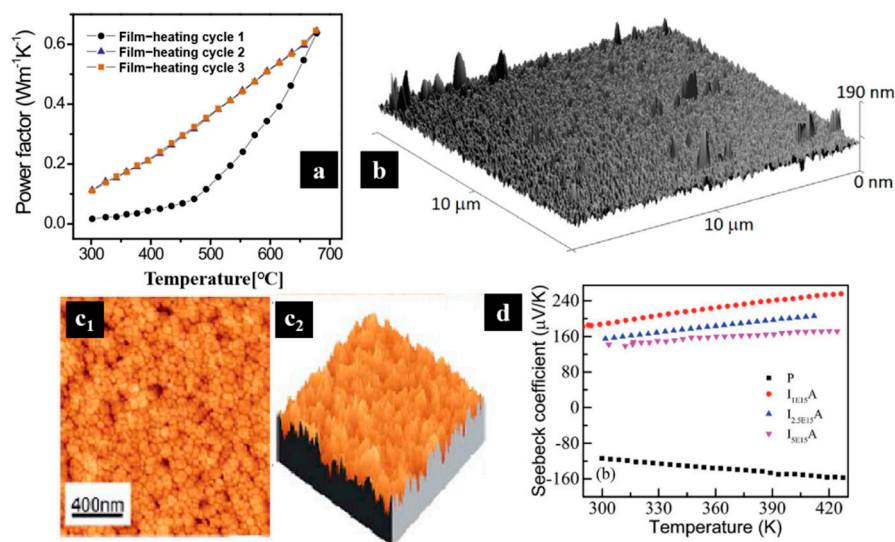 Power factor (Wm⁻¹K⁻¹)
0.6
0.4
0.2
0.0
Film−heating cycle 1
Film−heating cycle 2
Film−heating cycle 3
a
300 400 500 600 700
Temperature[°C]
b
190 nm
0 nm
10 μm
10 μm
c₁
400nm
c₂
d
Seebeck coefficient (μV/K)
240
160
80
0
-80
-160
P
I₁E₁₅A
I₂.₅E₁₅A
I₅E₁₅A
(b)
300 330 360 390 420
Temperature (K)